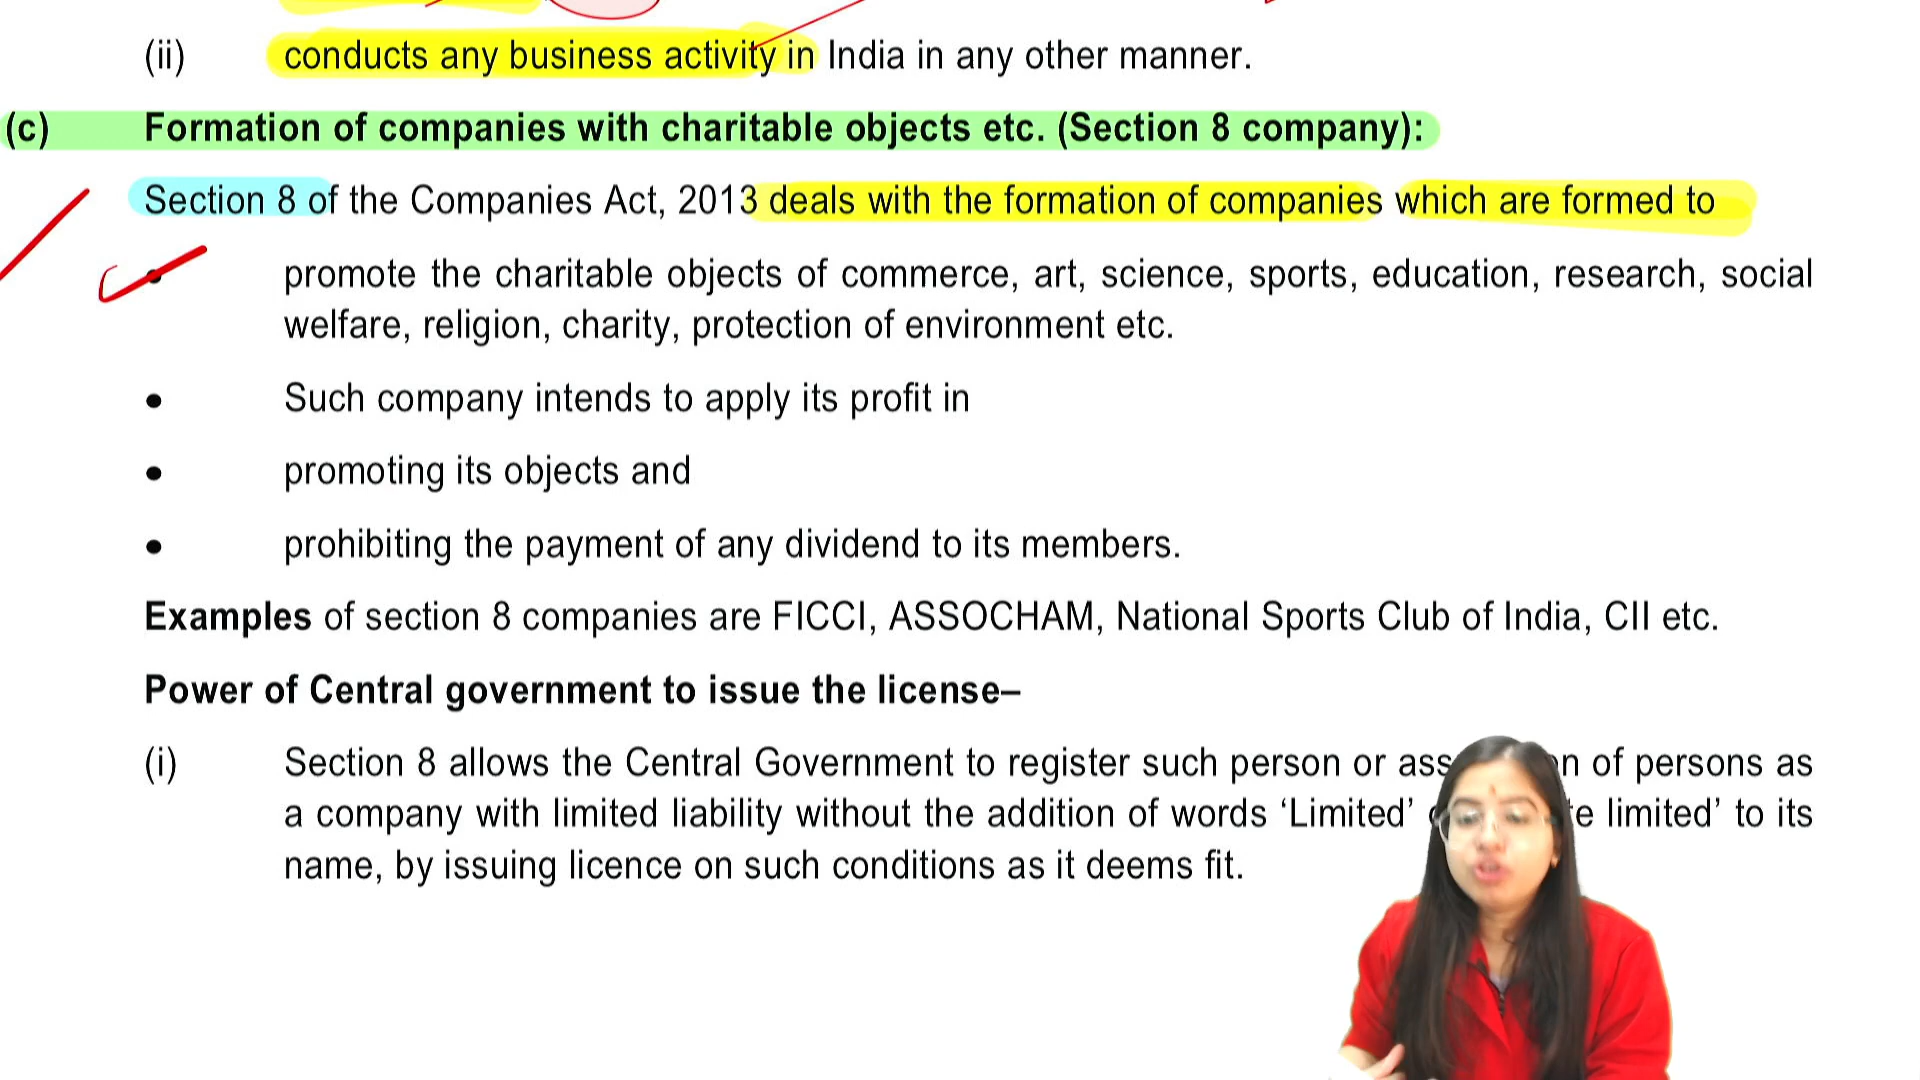 (ii) conducts any business activity in India in any other manner.
(c) Formation of companies with charitable objects etc. (Section 8 company):
Section 8 of the Companies Act, 2013 deals with the formation of companies which are formed to
• promote the charitable objects of commerce, art, science, sports, education, research, social
welfare, religion, charity, protection of environment etc.
• Such company intends to apply its profit in
• promoting its objects and
• prohibiting the payment of any dividend to its members.
Examples of section 8 companies are FICCI, ASSOCHAM, National Sports Club of India, CII etc.
Power of Central government to issue the license–
(i) Section 8 allows the Central Government to register such person or of persons as
a company with limited liability without the addition of words ‘Limited’ limited’ to its
name, by issuing licence on such conditions as it deems fit.